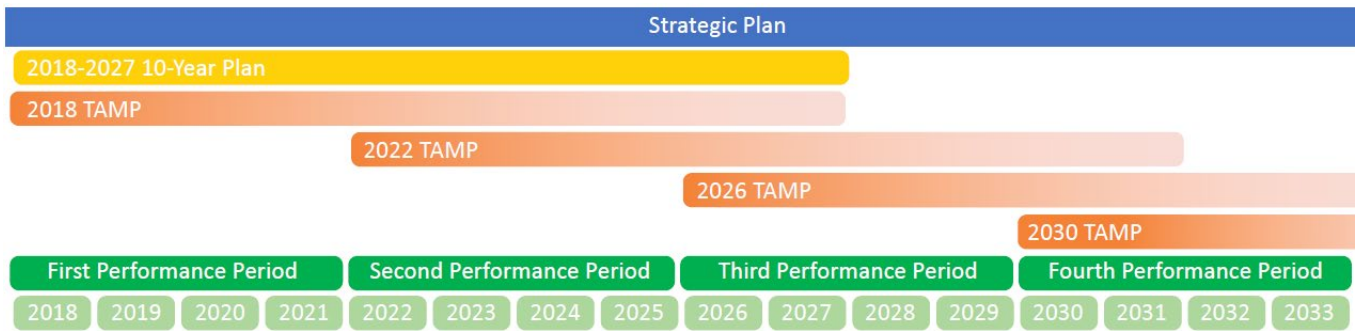 Strategic Plan
2018-2027 10-Year Plan
2018 TAMP
2022 TAMP
2026 TAMP
2030 TAMP
First Performance Period Second Performance Period Third Performance Period Fourth Performance Period
2018 2019 2020 2021 2022 2023 2024 2025 2026 2027 2028 2029 2030 2031 2032 2033